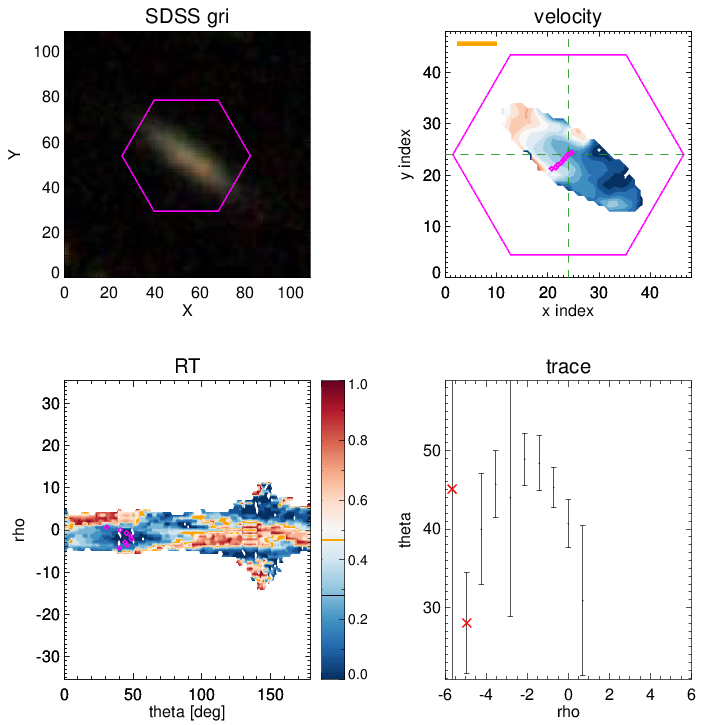 SDSS gri
100
80
60
40
20
0
Y
0 20 40 60 80 100
X
velocity
40
30
20
10
0
y index
0 10 20 30 40
x index
RT
30
20
10
0
-10
-20
-30
rho
0 50 100 150
theta [deg]
1.0
0.8
0.6
0.4
0.2
0.0
trace
50
40
30
theta
-6 -4 -2 0 2 4 6
rho